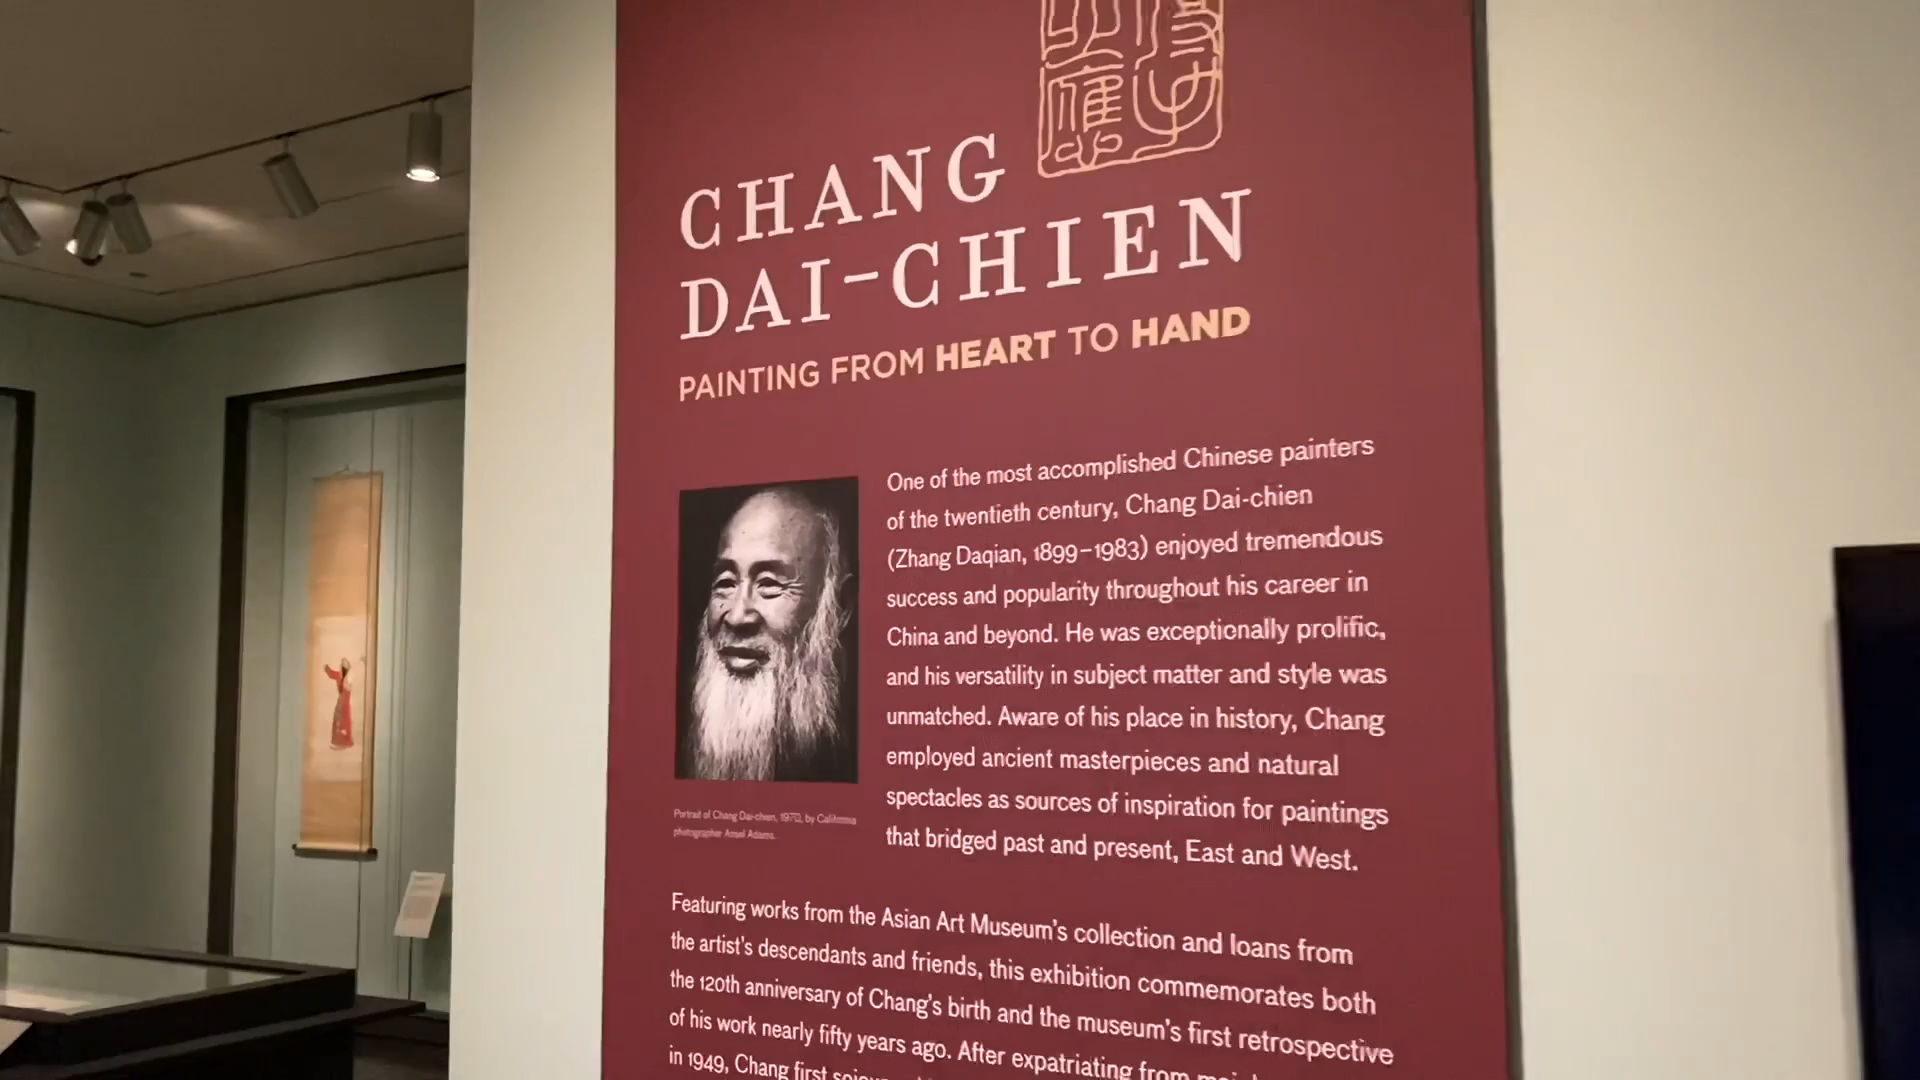 CHANG
DAI-CHIEN
PAINTING FROM HEART TO HAND
One of the most accomplished Chinese painters
of the twentieth century, Chang Dai-chien
(Zhang Daqian, 1899–1983) enjoyed tremendous
success and popularity throughout his career in
China and beyond. He was exceptionally prolific,
and his versatility in subject matter and style was
unmatched. Aware of his place in history, Chang
employed ancient masterpieces and natural
spectacles as sources of inspiration for paintings
that bridged past and present, East and West.
Portrait of Chang Dai-chien, 1970, by California
photographer Ansel Adams.
Featuring works from the Asian Art Museum's collection and loans from
the artist's descendants and friends, this exhibition commemorates both
the 120th anniversary of Chang's birth and the museum's first retrospective
of his work nearly fifty years ago. After expatriating from
in 1949, Chang first